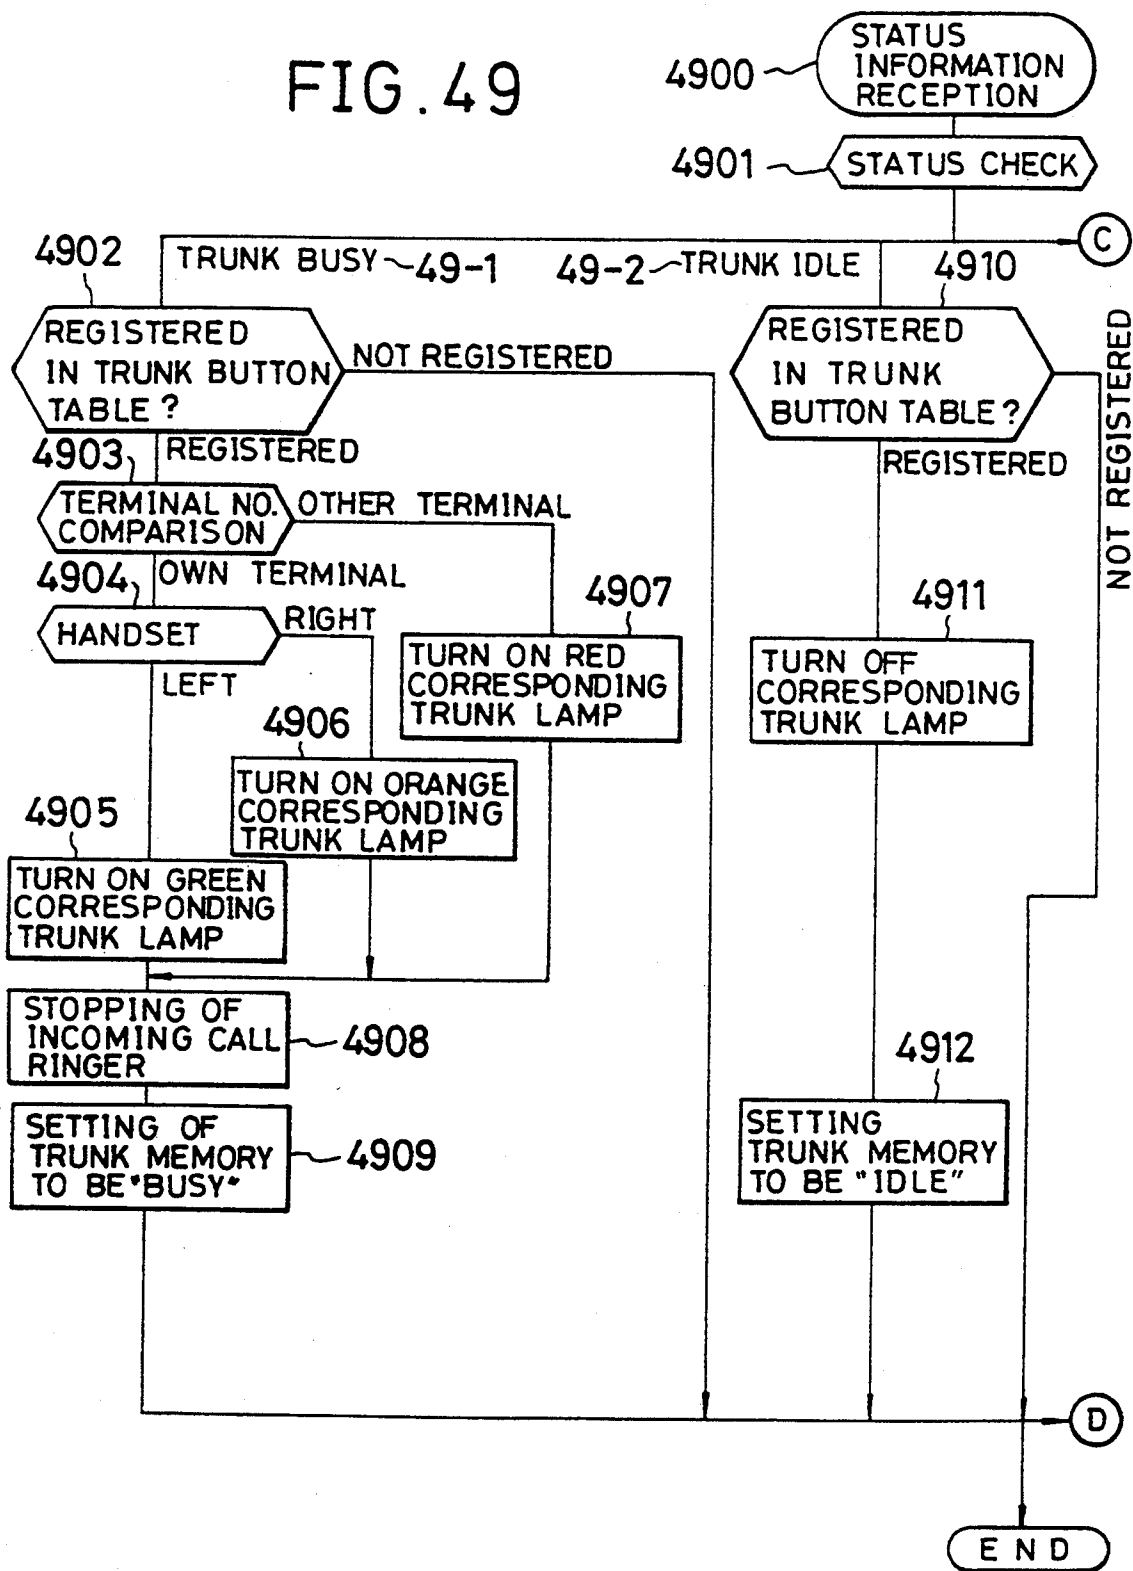 FIG.49
4900
STATUS
INFORMATION
RECEPTION
4901
STATUS CHECK
C
4902
TRUNK BUSY
49-1
49-2
TRUNK IDLE
4910
REGISTERED
IN TRUNK BUTTON
TABLE?
NOT REGISTERED
REGISTERED
IN TRUNK
BUTTON TABLE?
NOT REGISTERED
4903
REGISTERED
REGISTERED
TERMINAL NO.
COMPARISON
OTHER TERMINAL
4904
OWN TERMINAL
HANDSET
RIGHT
LEFT
4907
TURN ON RED
CORRESPONDING
TRUNK LAMP
4911
TURN OFF
CORRESPONDING
TRUNK LAMP
4906
TURN ON ORANGE
CORRESPONDING
TRUNK LAMP
4905
TURN ON GREEN
CORRESPONDING
TRUNK LAMP
STOPPING OF
INCOMING CALL
RINGER
4908
SETTING OF
TRUNK MEMORY
TO BE "BUSY"
4909
4912
SETTING
TRUNK MEMORY
TO BE "IDLE"
D
END